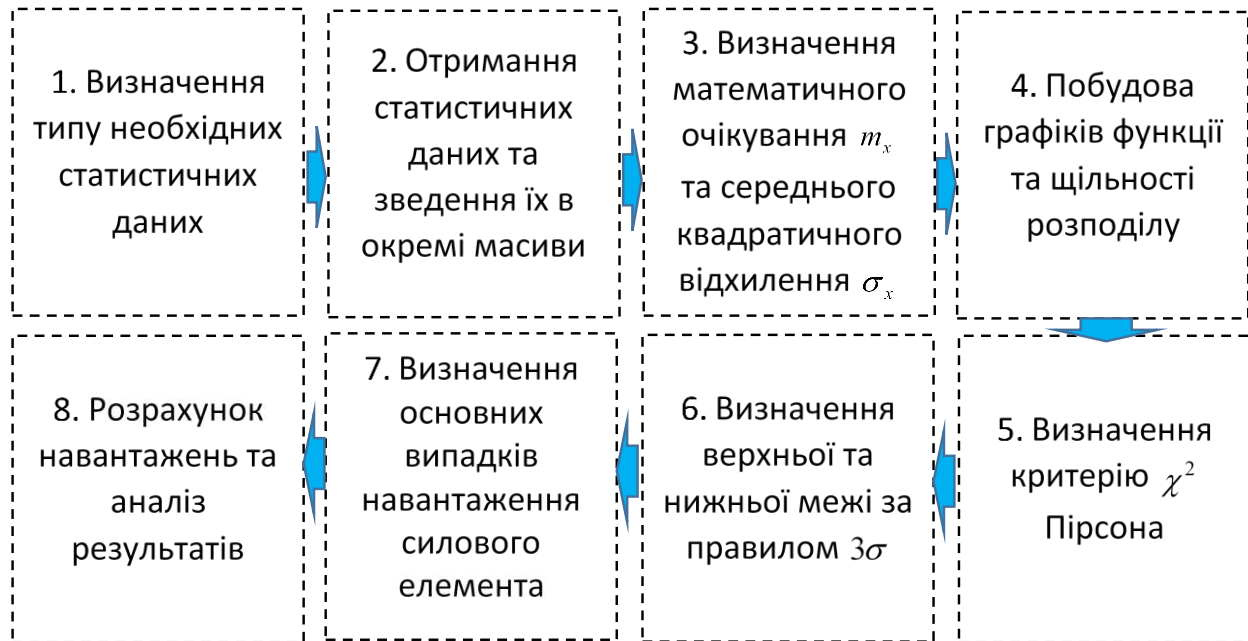 1. Визначення
типу необхідних
статистичних
даних
2. Отримання
статистичних
даних та
зведення їх в
окремі масиви
3. Визначення
математичного
очікування mₓ
та середнього
квадратичного
відхилення σₓ
4. Побудова
графіків функції
та щільності
розподілу
5. Визначення
критерію χ²
Пірсона
6. Визначення
верхньої та
нижньої межі за
правилом 3σ
7. Визначення
основних
випадків
навантаження
силового
елемента
8. Розрахунок
навантажень та
аналіз
результатів